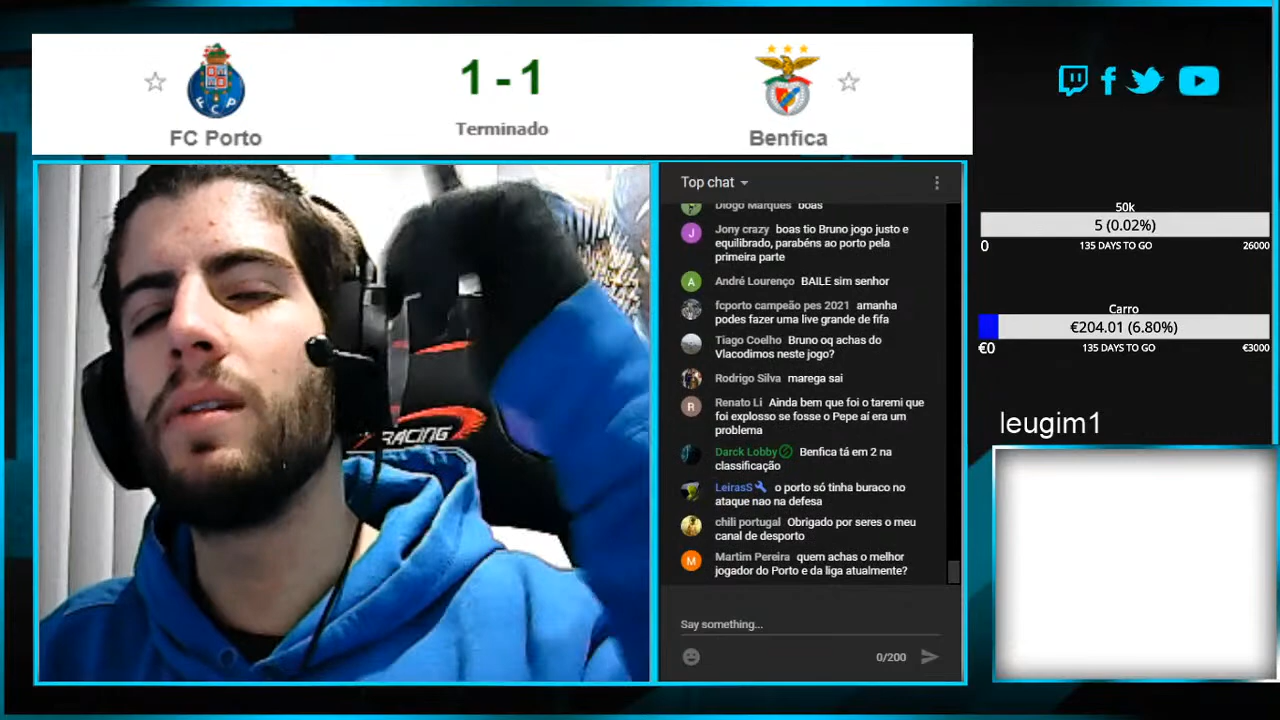 1 - 1
Terminado
FC Porto
Benfica
FCP
RACING
Top chat
Diogo Marques boas
Jony crazy boas tio Bruno jogo justo e
equilibrado, parabéns ao porto pela
primeira parte
André Lourenço BAILE sim senhor
fcporto campeão pes 2021 amanha
podes fazer uma live grande de fifa
Tiago Coelho Bruno oq achas do
Vlacodimos neste jogo?
Rodrigo Silva marega sai
Renato Li Ainda bem que foi o taremi que
foi explosso se fosse o Pepe aí era um
problema
Darck Lobby Benfica tá em 2 na
classificação
LeirasS o porto só tinha buraco no
ataque nao na defesa
chili portugal Obrigado por seres o meu
canal de desporto
Martim Pereira quem achas o melhor
jogador do Porto e da liga atualmente?
Say something...
0/200
50k
5 (0.02%)
0 135 DAYS TO GO 26000
Carro
€204.01 (6.80%)
€0 135 DAYS TO GO €3000
leugim1